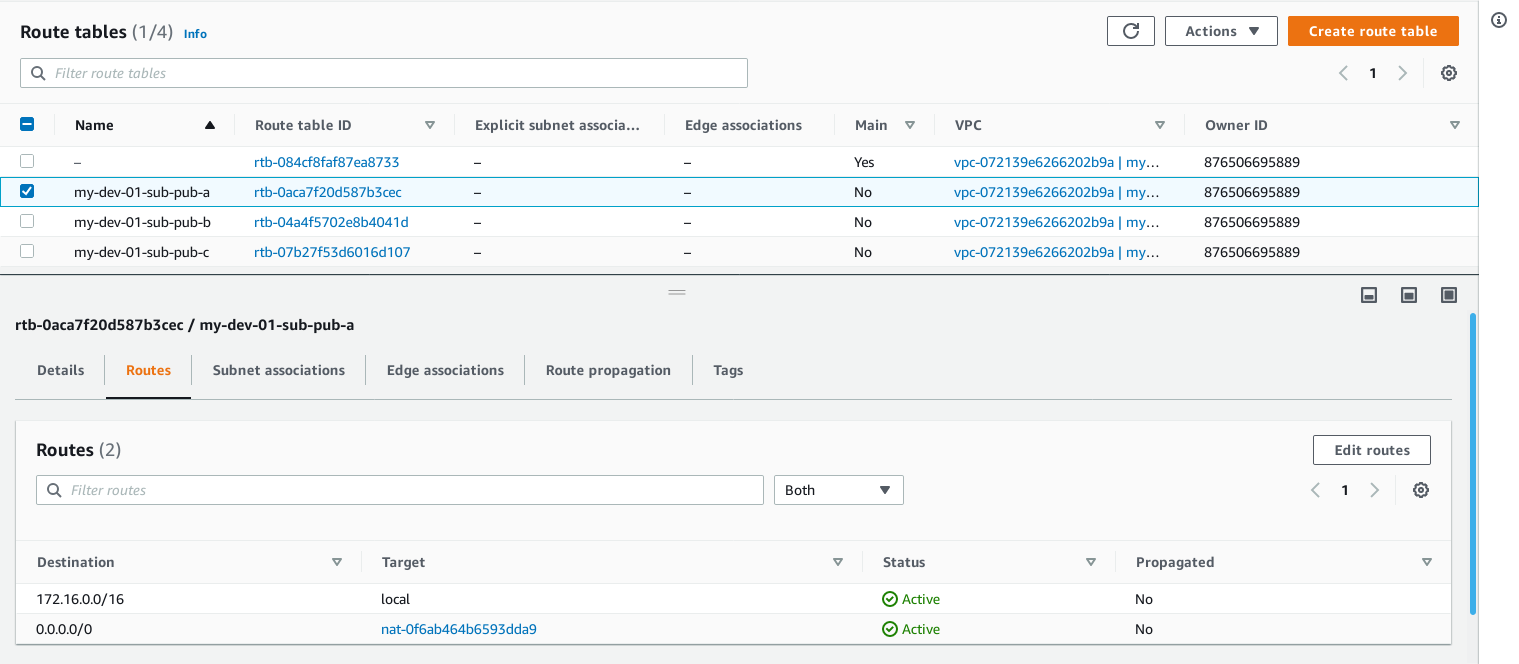 Route tables (1/4) Info
Actions
Create route table
Filter route tables
1
Name Route table ID Explicit subnet associa... Edge associations Main VPC Owner ID
– rtb-084cf8faf87ea8733 – – Yes vpc-072139e6266202b9a | my... 876506695889
my-dev-01-sub-pub-a rtb-0aca7f20d587b3cec – – No vpc-072139e6266202b9a | my... 876506695889
my-dev-01-sub-pub-b rtb-04a4f5702e8b4041d – – No vpc-072139e6266202b9a | my... 876506695889
my-dev-01-sub-pub-c rtb-07b27f53d6016d107 – – No vpc-072139e6266202b9a | my... 876506695889
rtb-0aca7f20d587b3cec / my-dev-01-sub-pub-a
Details Routes Subnet associations Edge associations Route propagation Tags
Routes (2)
Edit routes
Filter routes
Both
1
Destination Target Status Propagated
172.16.0.0/16 local Active No
0.0.0.0/0 nat-0f6ab464b6593dda9 Active No